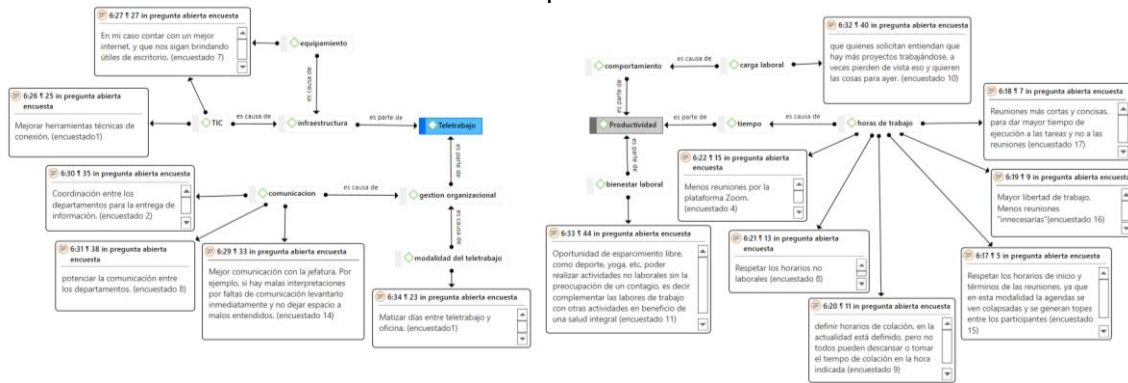 6:27 ¶ 27 in pregunta abierta encuesta
En mi caso contar con un mejor
internet, y que nos sigan brindando
útiles de escritorio. (encuestado 7)
equipamiento
es causa de
6:26 ¶ 25 in pregunta abierta
encuesta
Mejorar herramientas técnicas de
conexión. (encuestado1)
TIC
es causa de
infraestructura
es parte de
Teletrabajo
6:30 ¶ 35 in pregunta abierta
encuesta
Coordinación entre los
departamentos para la entrega de
información. (encuestado 2)
comunicacion
es causa de
gestion organizacional
es parte de
6:31 ¶ 38 in pregunta abierta
encuesta
potenciar la comunicación entre
los departamentos. (encuestado 8)
6:29 ¶ 33 in pregunta abierta encuesta
Mejor comunicación con la jefatura. Por
ejemplo, si hay malas interpretaciones
por faltas de comunicación levantarlo
inmediatamente y no dejar espacio a
malos entendidos. (encuestado 14)
es causa de
modalidad del teletrabajo
6:34 ¶ 23 in pregunta abierta encuesta
Matizar días entre teletrabajo y
oficina. (encuestado1)
6:32 ¶ 40 in pregunta abierta
encuesta
que quienes solicitan entiendan que
hay más proyectos trabajándose, a
veces pierden de vista eso y quieren
las cosas para ayer. (encuestado 10)
comportamiento
es causa de
carga laboral
es parte de
Productividad
es parte de
tiempo
es causa de
horas de trabajo
6:18 ¶ 7 in pregunta abierta
encuesta
Reuniones más cortas y concisas,
para dar mayor tiempo de
ejecución a las tareas y no a las
reuniones (encuestado 17)
es parte de
bienestar laboral
6:22 ¶ 15 in pregunta abierta
encuesta
Menos reuniones por la
plataforma Zoom.
(encuestado 4)
6:19 ¶ 9 in pregunta abierta
encuesta
Mayor libertad de trabajo.
Menos reuniones
"innecesarias"(encuestado 16)
6:33 ¶ 44 in pregunta abierta encuesta
Oportunidad de esparcimiento libre,
como deporte, yoga, etc, poder
realizar actividades no laborales sin la
preocupación de un contagio, es decir
complementar las labores de trabajo
con otras actividades en beneficio de
una salud integral (encuestado 11)
6:21 ¶ 13 in pregunta abierta
encuesta
Respetar los horarios no
laborales (encuestado 8)
6:17 ¶ 5 in pregunta abierta
encuesta
Respetar los horarios de inicio y
términos de las reuniones, ya que
en esta modalidad la agendas se
ven colapsadas y se generan topes
entre los participantes (encuestado
15)
6:20 ¶ 11 in pregunta abierta
encuesta
definir horarios de colación, en la
actualidad está definido, pero no
todos pueden descansar o tomar
el tiempo de colación en la hora
indicada (encuestado 9)